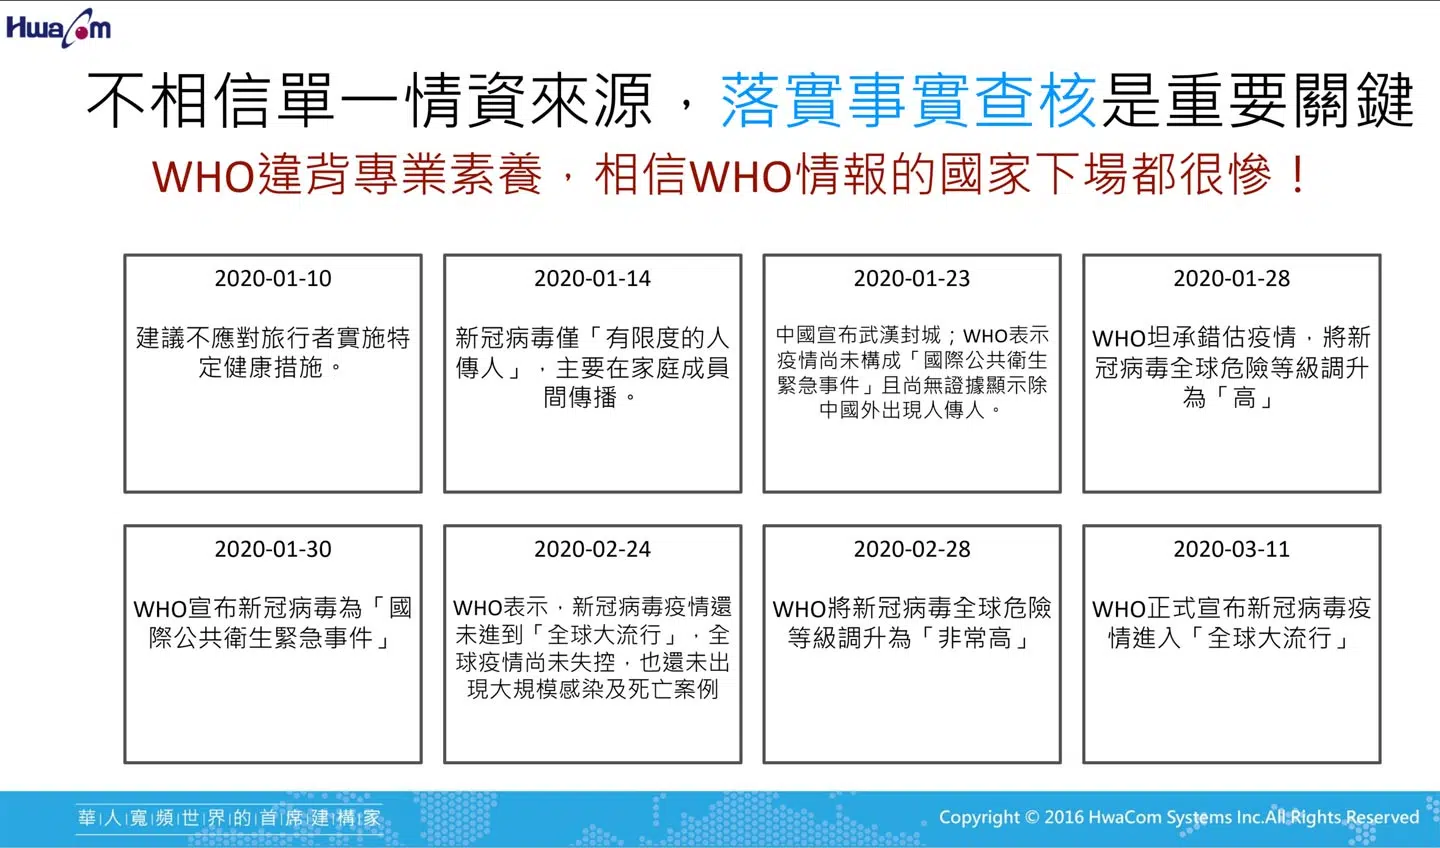 HwaCom
不相信單一情資來源，落實事實查核是重要關鍵
WHO違背專業素養，相信WHO情報的國家下場都很慘！
2020-01-10
建議不應對旅行者實施特
定健康措施。
2020-01-14
新冠病毒僅「有限度的人
傳人」，主要在家庭成員
間傳播。
2020-01-23
中國宣布武漢封城；WHO表示
疫情尚未構成「國際公共衛生
緊急事件」且尚無證據顯示除
中國外出現人傳人。
2020-01-28
WHO坦承錯估疫情，將新
冠病毒全球危險等級調升
為「高」
2020-01-30
WHO宣布新冠病毒為「國
際公共衛生緊急事件」
2020-02-24
WHO表示，新冠病毒疫情還
未進到「全球大流行」，全
球疫情尚未失控，也還未出
現大規模感染及死亡案例
2020-02-28
WHO將新冠病毒全球危險
等級調升為「非常高」
2020-03-11
WHO正式宣布新冠病毒疫
情進入「全球大流行」
華|人|寬|頻|世|界|的|首|席|建|構|家
Copyright © 2016 HwaCom Systems Inc.All Rights Reserved